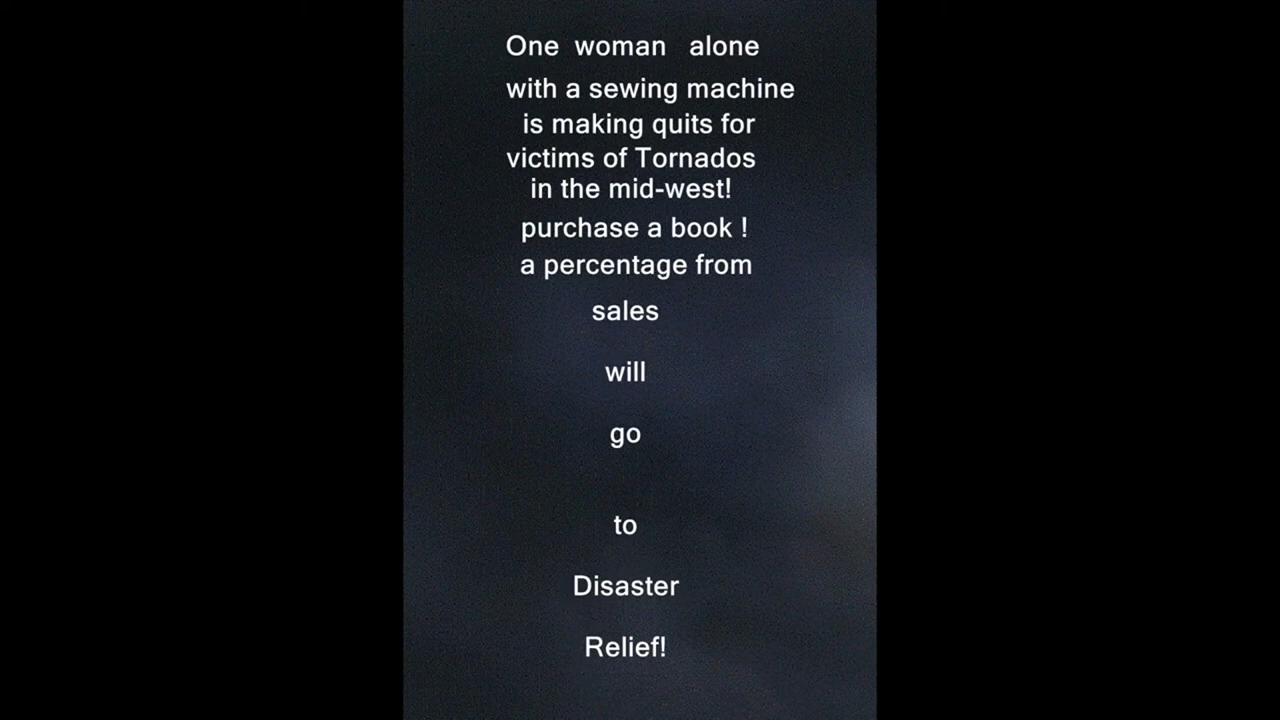 One woman alone
with a sewing machine
is making quits for
victims of Tornados
in the mid-west!
purchase a book !
a percentage from
sales
will
go
to
Disaster
Relief!